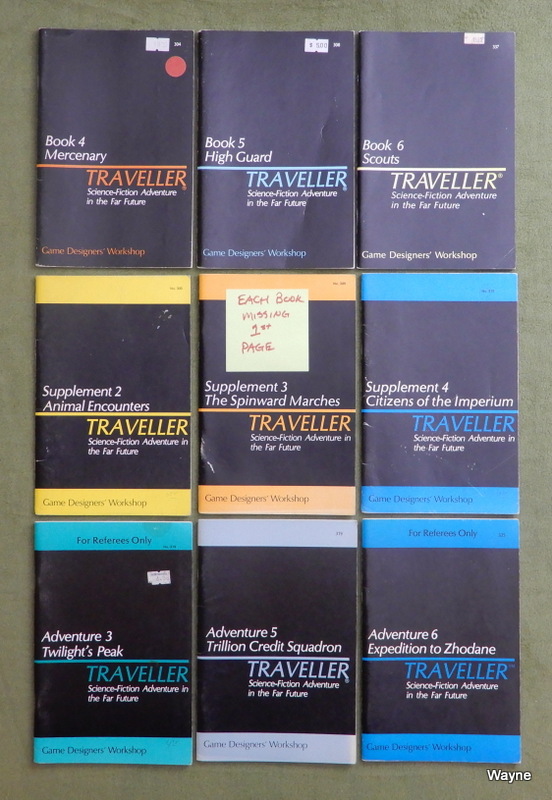 304
Book 4
Mercenary
TRAVELLER
Science-Fiction Adventure
in the Far Future
Game Designers' Workshop
Book 5
High Guard
TRAVELLER
Science-Fiction Adventure
in the Far Future
Game Designers' Workshop
337
Book 6
Scouts
TRAVELLER®
Science-Fiction Adventure
in the Far Future
Game Designers' Workshop
Supplement 2
Animal Encounters
TRAVELLER
Science-Fiction Adventure in
the Far Future
Game Designers' Workshop
EACH BOOK
MISSING
1st
PAGE
Supplement 3
The Spinward Marches
TRAVELLER
Science-Fiction Adventure in
the Far Future
Game Designers' Workshop
Supplement 4
Citizens of the Imperium
TRAVELLER
Science-Fiction Adventure in
the Far Future
Game Designers' Workshop
For Referees Only
Adventure 3
Twilight's Peak
TRAVELLER
Science-Fiction Adventure in
the Far Future
Game Designers' Workshop
Adventure 5
Trillion Credit Squadron
TRAVELLER
Science-Fiction Adventure
in the Far Future
Game Designers' Workshop
For Referees Only
Adventure 6
Expedition to Zhodane
TRAVELLER
Science-Fiction Adventure in
the Far Future
Game Designers' Workshop
Wayne